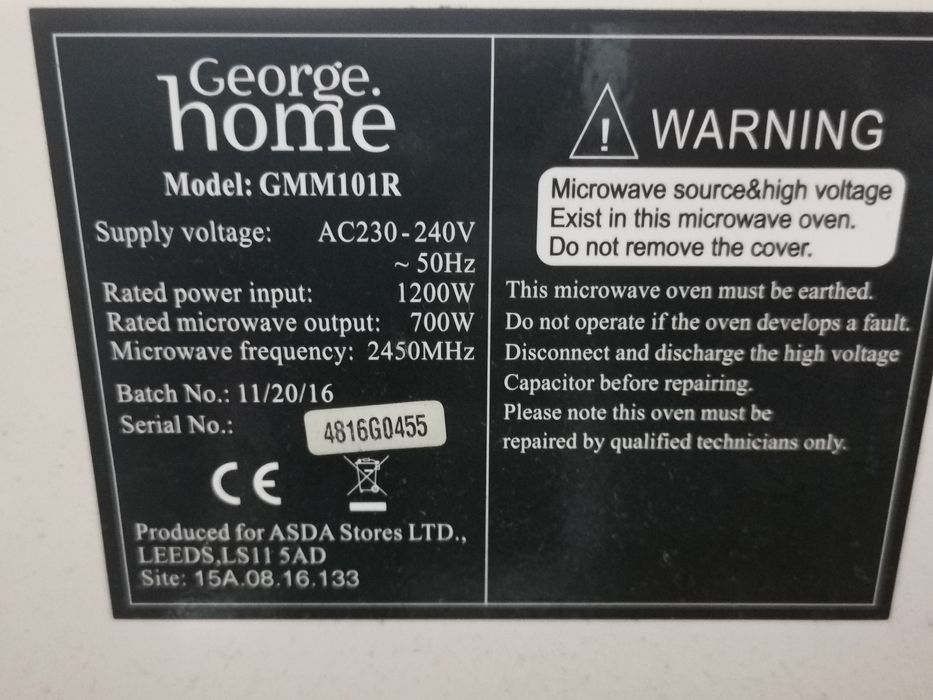 George.
home
Model: GMM101R
Supply voltage: AC230-240V
~ 50Hz
Rated power input: 1200W
Rated microwave output: 700W
Microwave frequency: 2450MHz
Batch No.: 11/20/16
Serial No.: 4816G0455
CE
Produced for ASDA Stores LTD.,
LEEDS,LS11 5AD
Site: 15A.08.16.133
! WARNING
Microwave source&high voltage
Exist in this microwave oven.
Do not remove the cover.
This microwave oven must be earthed.
Do not operate if the oven develops a fault.
Disconnect and discharge the high voltage
Capacitor before repairing.
Please note this oven must be
repaired by qualified technicians only.